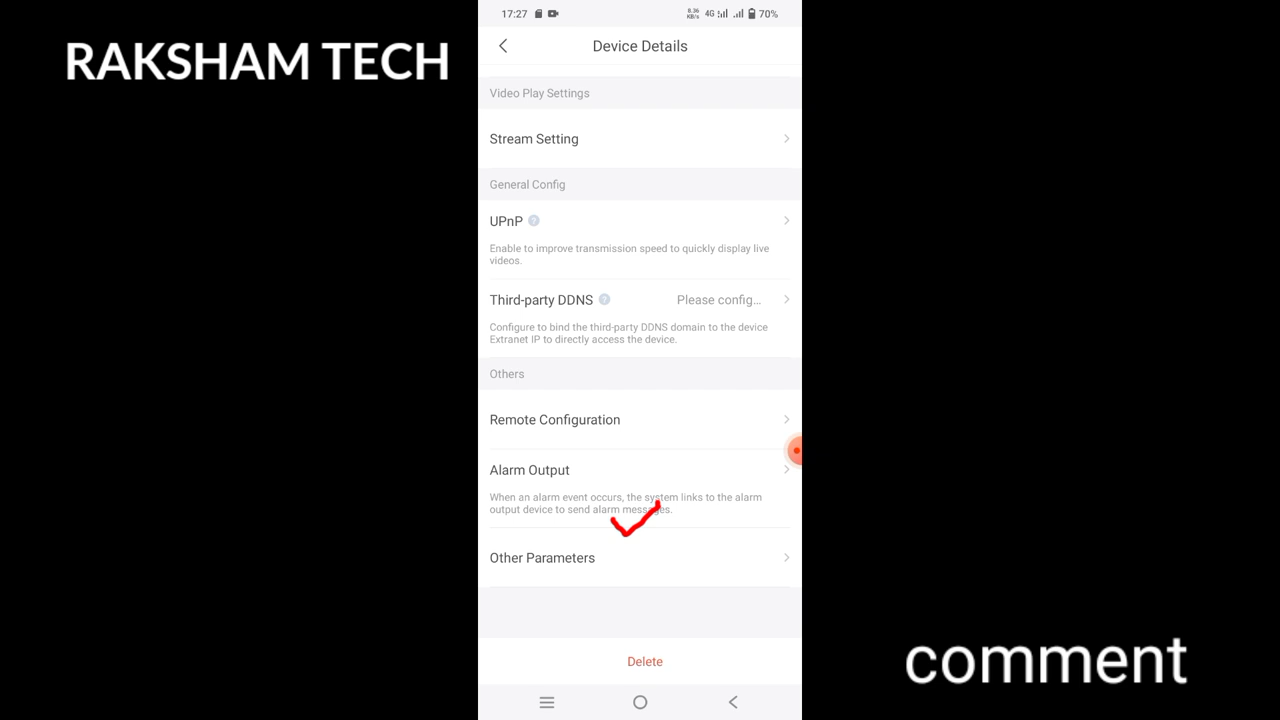 RAKSHAM TECH
17:27
8.36 KB/s 4G 70%
Device Details
Video Play Settings
Stream Setting
General Config
UPnP ?
Enable to improve transmission speed to quickly display live
videos.
Third-party DDNS ? Please config...
Configure to bind the third-party DDNS domain to the device
Extranet IP to directly access the device.
Others
Remote Configuration
Alarm Output
When an alarm event occurs, the system links to the alarm
output device to send alarm messages.
Other Parameters
Delete
comment